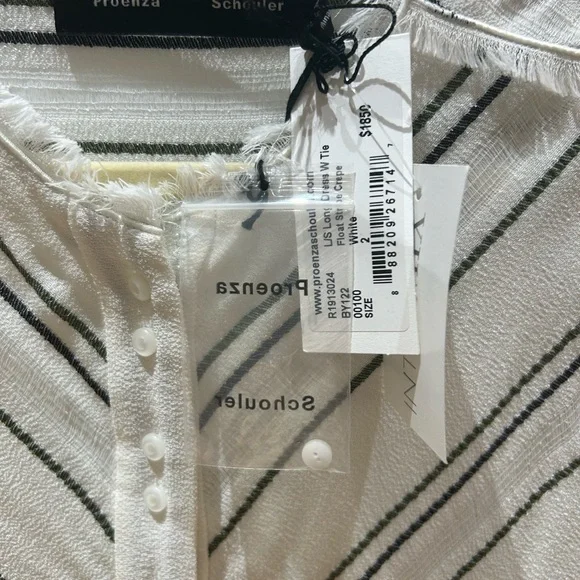 Proenza Schouler
$1850
www.proenzaschouler.com
R1913024 L/S Long Dress W Tie
BY122 Float Stripe Crepe
00100 White
SIZE 2
8 88209 26714 7
Proenza
Schouler